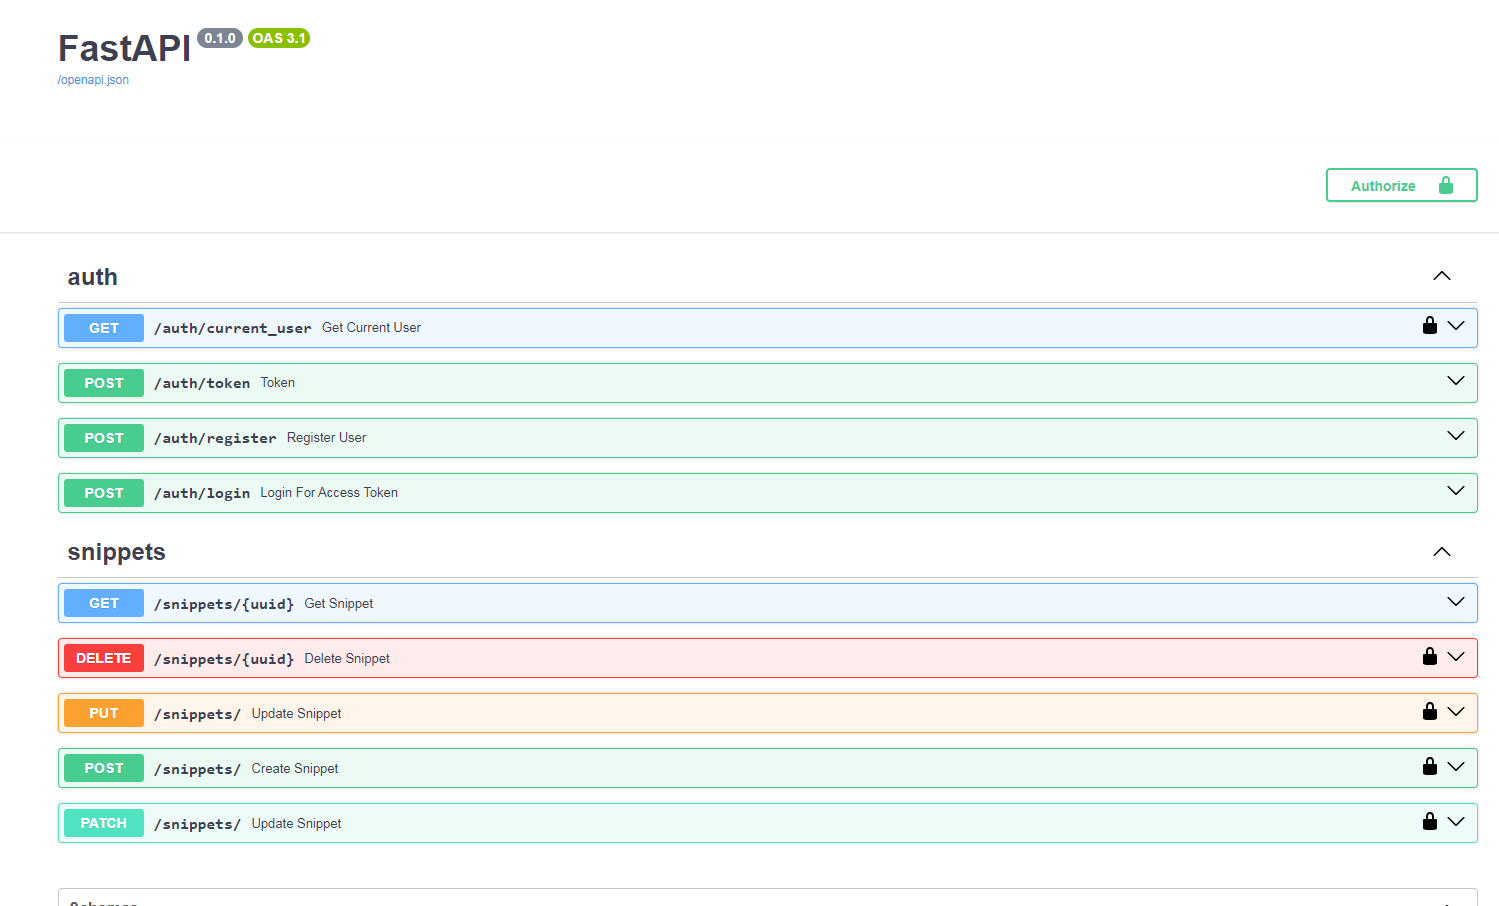 FastAPI 0.1.0 OAS 3.1
/openapi.json
Authorize
auth
GET /auth/current_user Get Current User
POST /auth/token Token
POST /auth/register Register User
POST /auth/login Login For Access Token
snippets
GET /snippets/{uuid} Get Snippet
DELETE /snippets/{uuid} Delete Snippet
PUT /snippets/ Update Snippet
POST /snippets/ Create Snippet
PATCH /snippets/ Update Snippet
Schemas